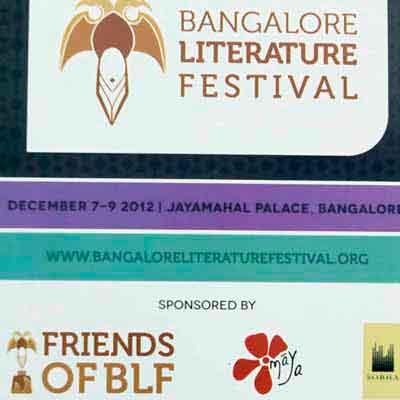 BANGALORE
LITERATURE
FESTIVAL
DECEMBER 7-9 2012 | JAYAMAHAL PALACE, BANGALORE
WWW.BANGALORELITERATUREFESTIVAL.ORG
SPONSORED BY
FRIENDS
OF BLF
māya
SOBHA